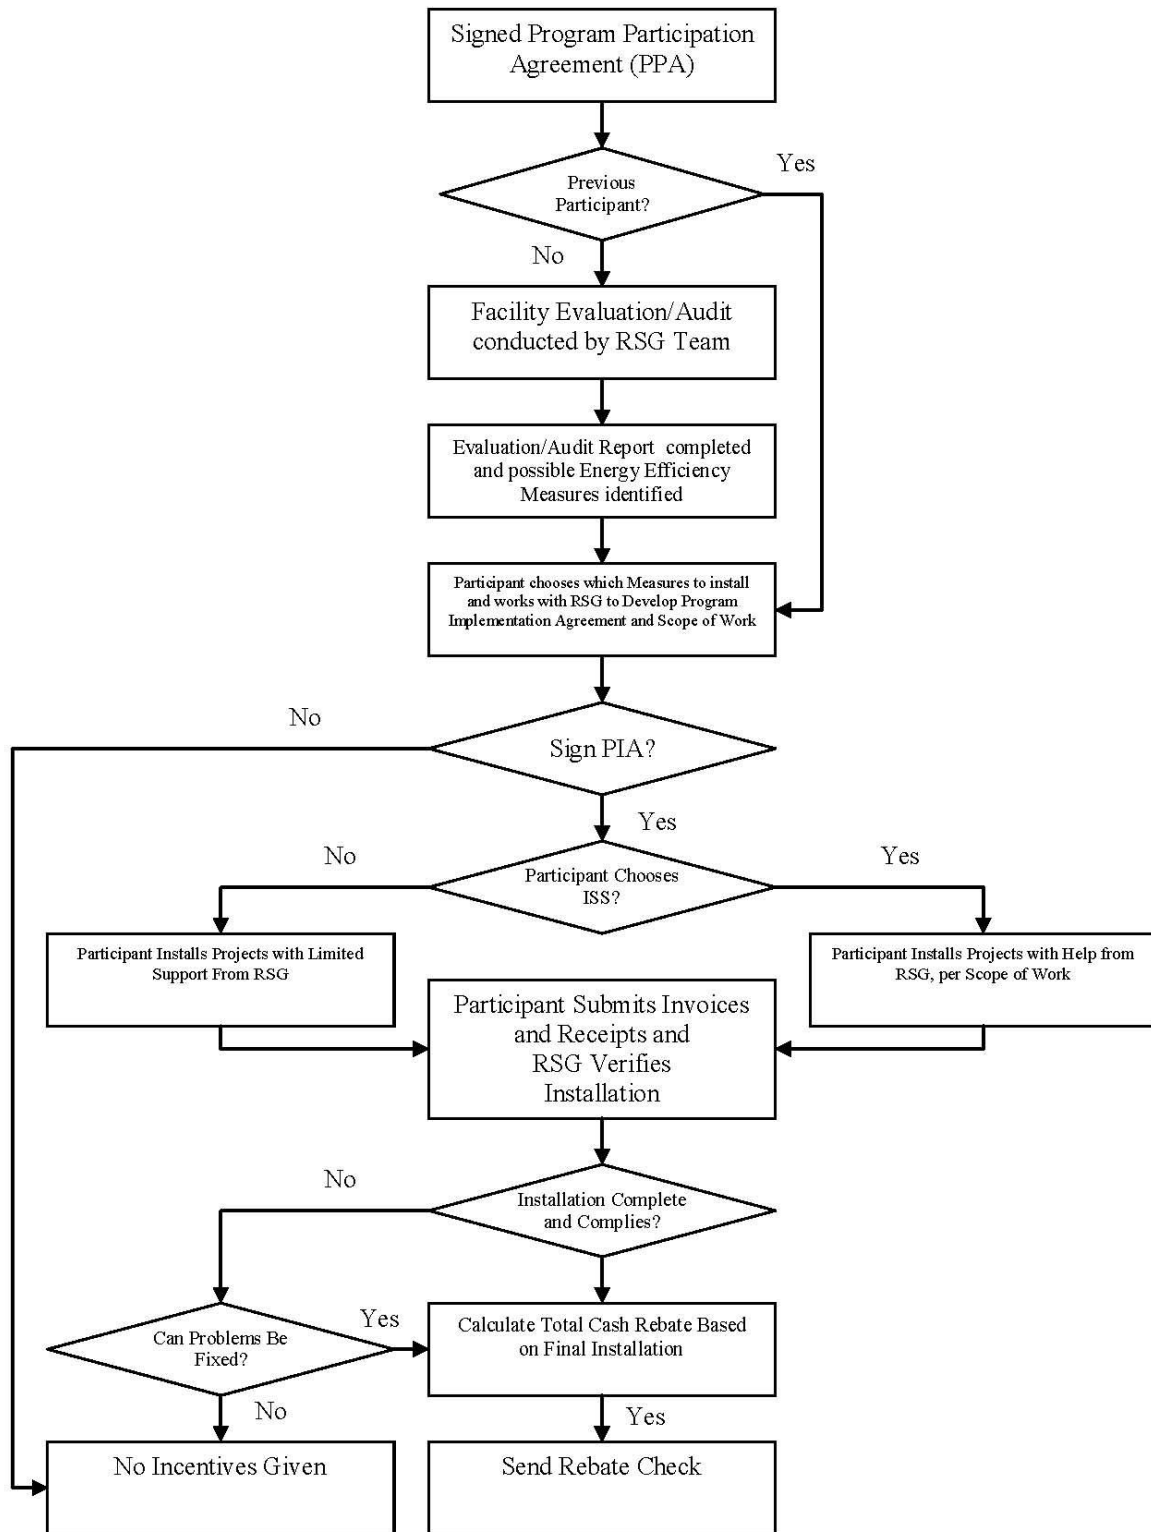 Signed Program Participation
Agreement (PPA)
Previous
Participant?
Yes
No
Facility Evaluation/Audit
conducted by RSG Team
Evaluation/Audit Report completed
and possible Energy Efficiency
Measures identified
Participant chooses which Measures to install
and works with RSG to Develop Program
Implementation Agreement and Scope of Work
No
Sign PIA?
Yes
No
Participant Chooses
ISS?
Yes
Participant Installs Projects with Limited
Support From RSG
Participant Installs Projects with Help from
RSG, per Scope of Work
Participant Submits Invoices
and Receipts and
RSG Verifies
Installation
No
Installation Complete
and Complies?
Can Problems Be
Fixed?
Yes
Calculate Total Cash Rebate Based
on Final Installation
No
Yes
No Incentives Given
Send Rebate Check